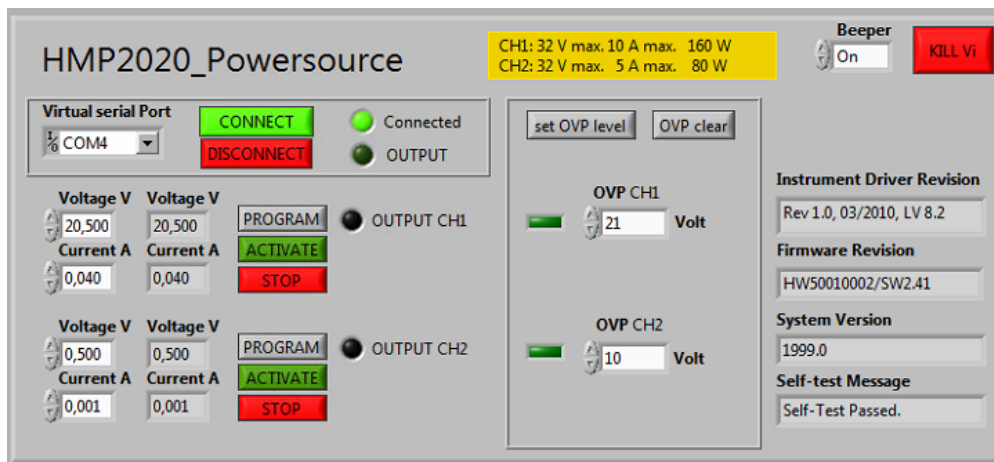 HMP2020_Powersource
CH1: 32 V max. 10 A max. 160 W
CH2: 32 V max. 5 A max. 80 W
Beeper
On
KILL Vi
Virtual serial Port
COM4
CONNECT
DISCONNECT
Connected
OUTPUT
Voltage V Voltage V
20,500 20,500
Current A Current A
0,040 0,040
PROGRAM
ACTIVATE
STOP
OUTPUT CH1
Voltage V Voltage V
0,500 0,500
Current A Current A
0,001 0,001
PROGRAM
ACTIVATE
STOP
OUTPUT CH2
set OVP level OVP clear
OVP CH1
21 Volt
OVP CH2
10 Volt
Instrument Driver Revision
Rev 1.0, 03/2010, LV 8.2
Firmware Revision
HW50010002/SW2.41
System Version
1999.0
Self-test Message
Self-Test Passed.